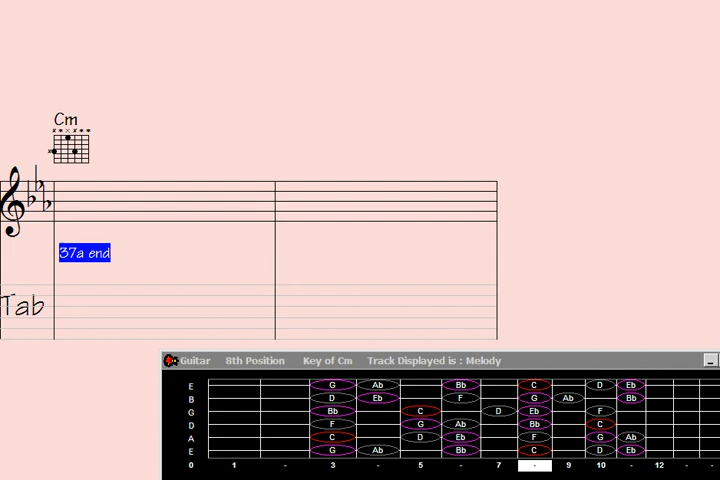 Cm
37a end
Tab
Guitar 8th Position Key of Cm Track Displayed is : Melody
E G Ab Bb C D Eb
B D Eb F G Ab Bb
G Bb C D Eb F
D F G Ab Bb C
A C D Eb F G Ab
E G Ab Bb C D Eb
0 1 - 3 - 5 - 7 - 9 10 - 12 - -